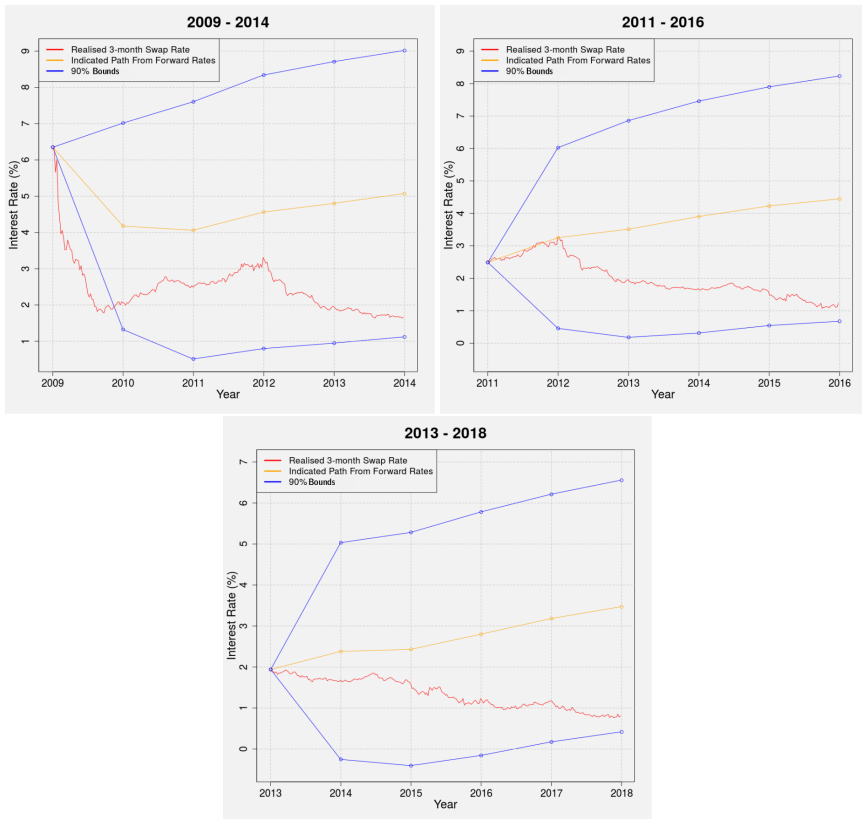 2009 - 2014
Realised 3-month Swap Rate
Indicated Path From Forward Rates
90% Bounds
Interest Rate (%)
9
8
7
6
5
4
3
2
1
2009 2010 2011 2012 2013 2014
Year
2011 - 2016
Realised 3-month Swap Rate
Indicated Path From Forward Rates
90% Bounds
Interest Rate (%)
9
8
7
6
5
4
3
2
1
0
2011 2012 2013 2014 2015 2016
Year
2013 - 2018
Realised 3-month Swap Rate
Indicated Path From Forward Rates
90% Bounds
Interest Rate (%)
7
6
5
4
3
2
1
0
2013 2014 2015 2016 2017 2018
Year